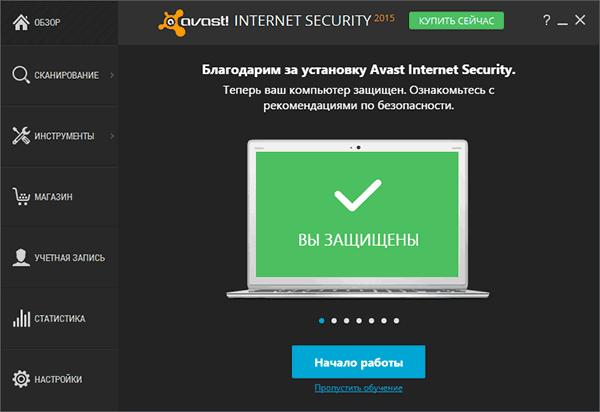 ОБЗОР
avast! INTERNET SECURITY 2015
КУПИТЬ СЕЙЧАС
?
СКАНИРОВАНИЕ
ИНСТРУМЕНТЫ
МАГАЗИН
УЧЕТНАЯ ЗАПИСЬ
СТАТИСТИКА
НАСТРОЙКИ
Благодарим за установку Avast Internet Security.
Теперь ваш компьютер защищен. Ознакомьтесь с
рекомендациями по безопасности.
ВЫ ЗАЩИЩЕНЫ
Начало работы
Пропустить обучение